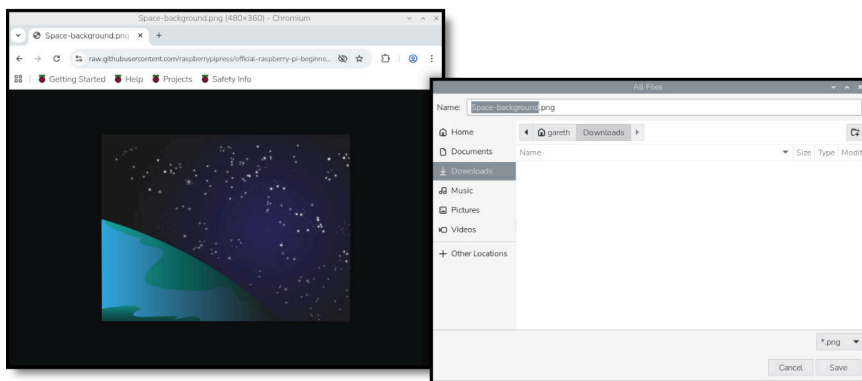 Space-background.png (480×360) - Chromium
Space-background.png
raw.githubusercontent.com/raspberrypipress/official-raspberry-pi-beginne...
Getting Started Help Projects Safety Info
All Files
Name: Space-background.png
Home
Documents
Downloads
Music
Pictures
Videos
Other Locations
gareth Downloads
Name Size Type Modif
*.png
Cancel Save